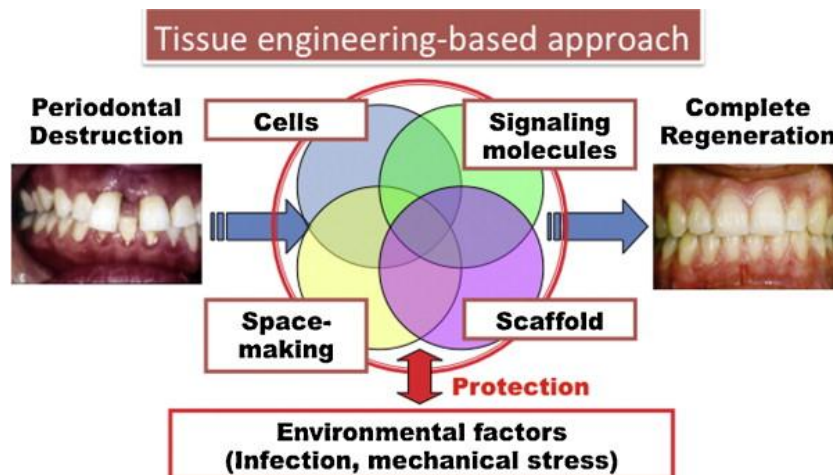 Tissue engineering-based approach
Periodontal
Destruction
Cells
Signaling
molecules
Complete
Regeneration
Space-
making
Scaffold
Protection
Environmental factors
(Infection, mechanical stress)